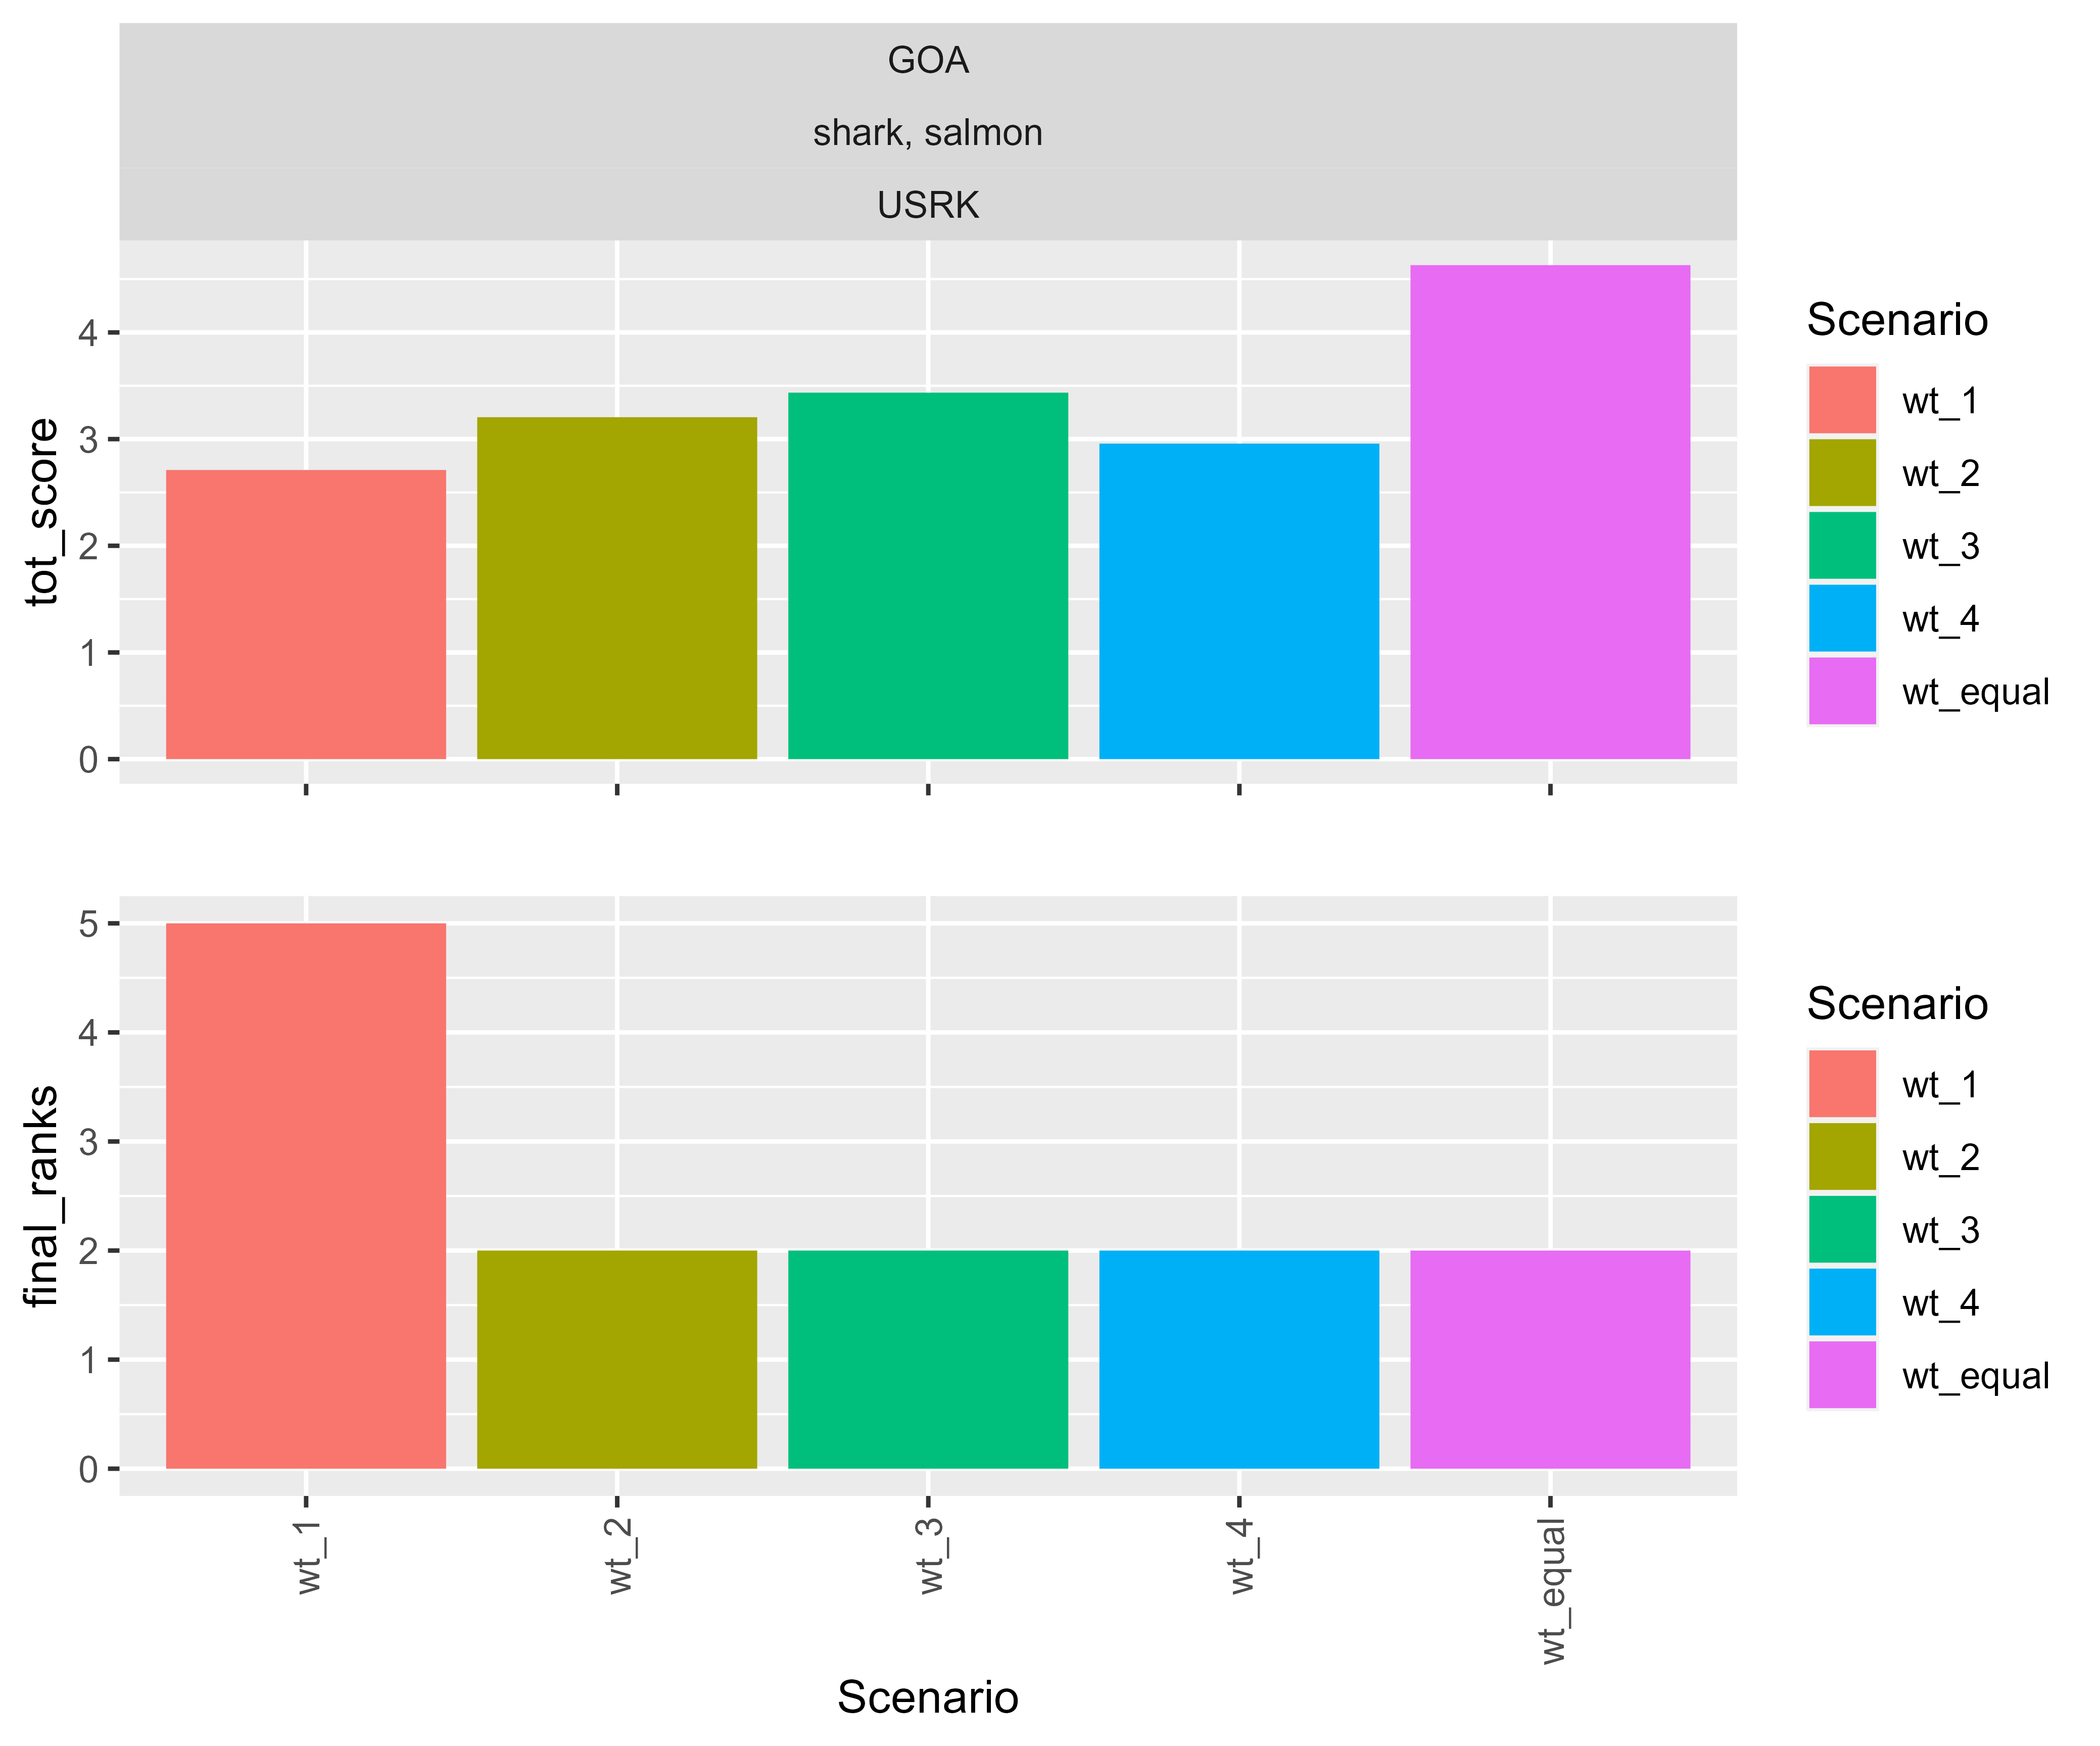 GOA
shark, salmon
USRK
tot_score
4
3
2
1
0
Scenario
wt_1
wt_2
wt_3
wt_4
wt_equal
final_ranks
5
4
3
2
1
0
wt_1
wt_2
wt_3
wt_4
wt_equal
Scenario
Scenario
wt_1
wt_2
wt_3
wt_4
wt_equal